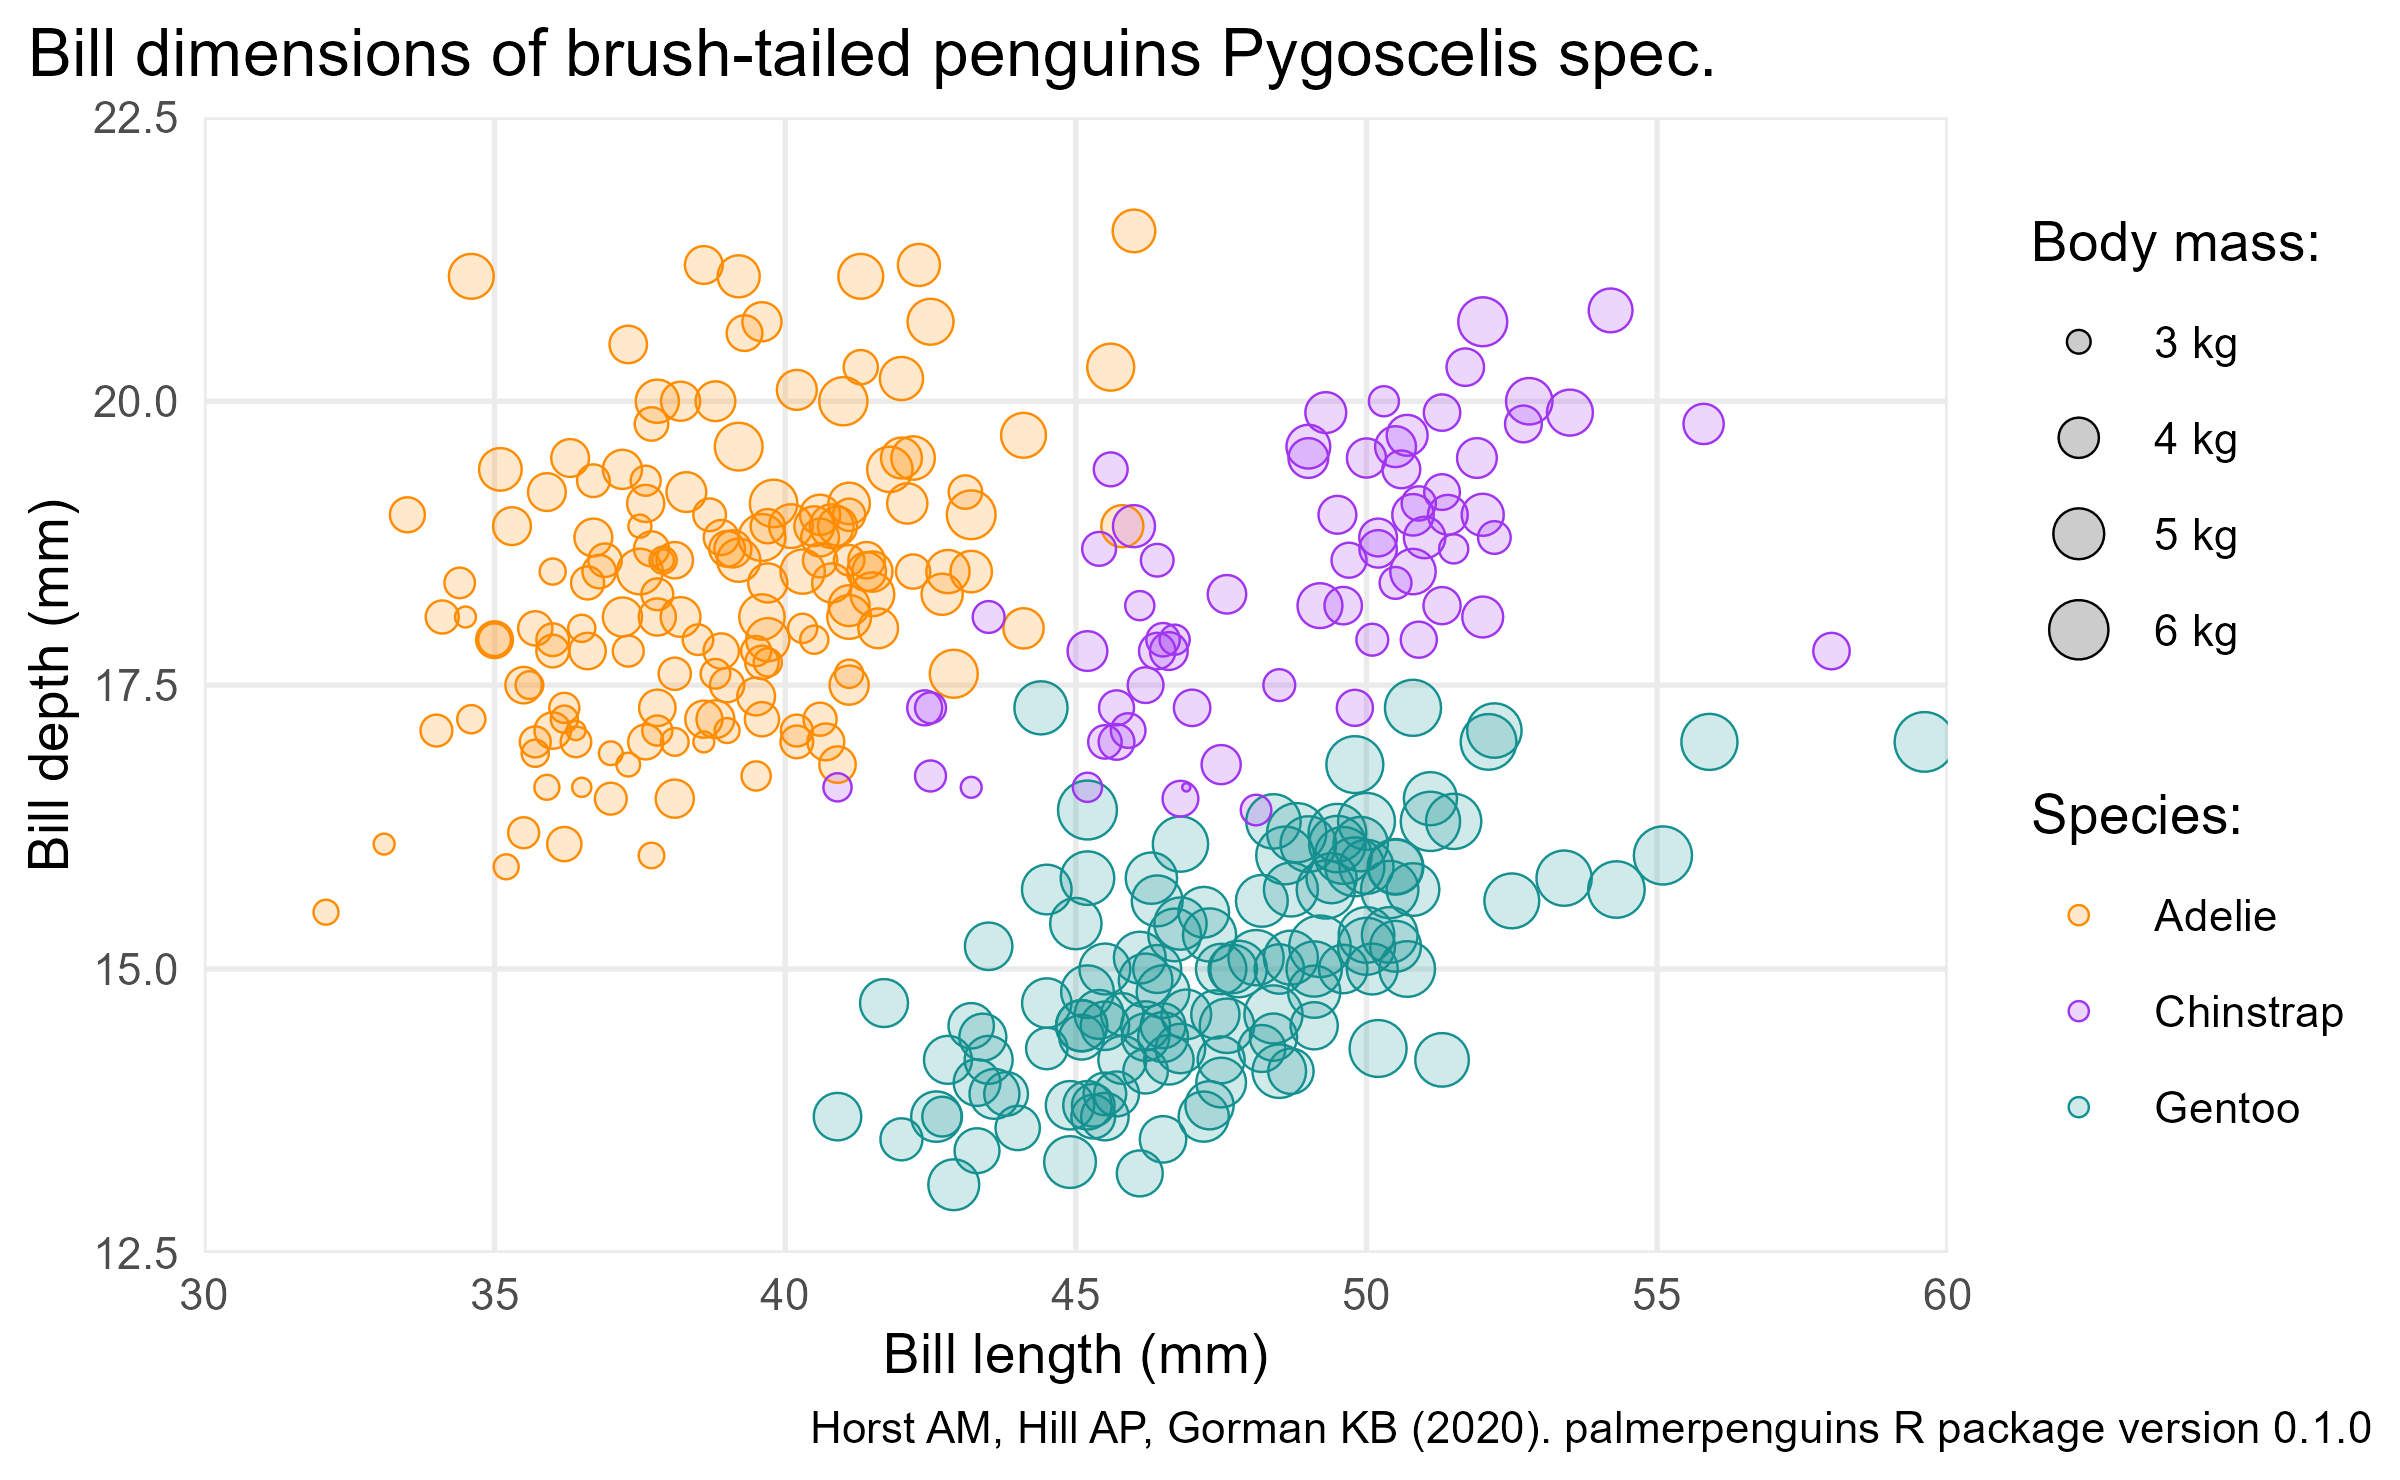 Bill dimensions of brush-tailed penguins Pygoscelis spec.
22.5
20.0
17.5
15.0
12.5
Bill depth (mm)
30 35 40 45 50 55 60
Bill length (mm)
Body mass:
3 kg
4 kg
5 kg
6 kg
Species:
Adelie
Chinstrap
Gentoo
Horst AM, Hill AP, Gorman KB (2020). palmerpenguins R package version 0.1.0